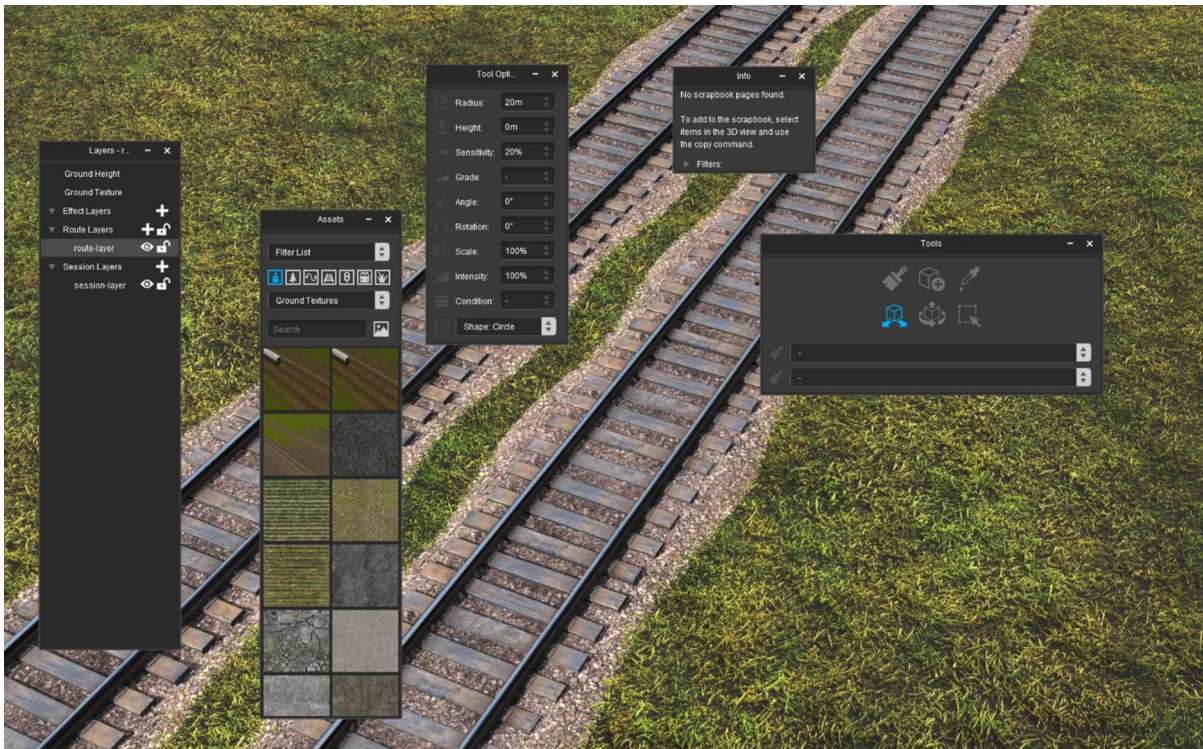 Layers - r...
Ground Height
Ground Texture
Effect Layers
Route Layers
route-layer
Session Layers
session-layer
Assets
Filter List
Ground Textures
Search
Tool Opti...
Radius: 20m
Height: 0m
Sensitivity: 20%
Grade: -
Angle: 0°
Rotation: 0°
Scale: 100%
Intensity: 100%
Condition: -
Shape: Circle
Info
No scrapbook pages found.
To add to the scrapbook, select
items in the 3D view and use
the copy command.
Filters:
Tools
-
-